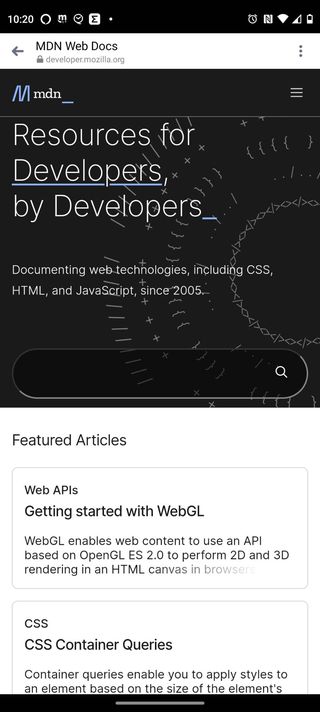 10:20
MDN Web Docs
developer.mozilla.org
mdn_
Resources for
Developers,
by Developers_
Documenting web technologies, including CSS,
HTML, and JavaScript, since 2005.
Featured Articles
Web APIs
Getting started with WebGL
WebGL enables web content to use an API
based on OpenGL ES 2.0 to perform 2D and 3D
rendering in an HTML canvas in browsers
CSS
CSS Container Queries
Container queries enable you to apply styles to
an element based on the size of the element's